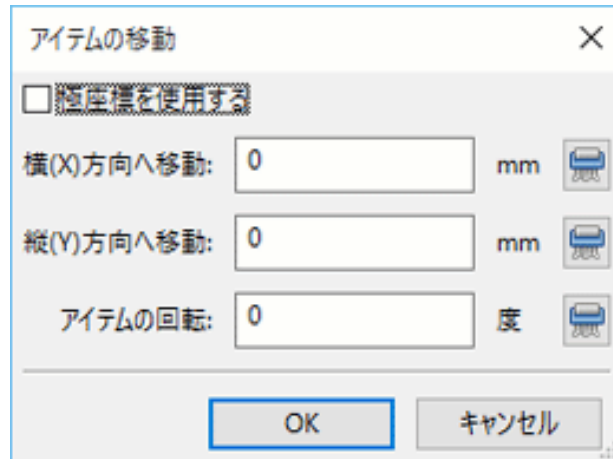 アイテムの移動
極座標を使用する
横(X)方向へ移動: 0 mm
縦(Y)方向へ移動: 0 mm
アイテムの回転: 0 度
OK キャンセル